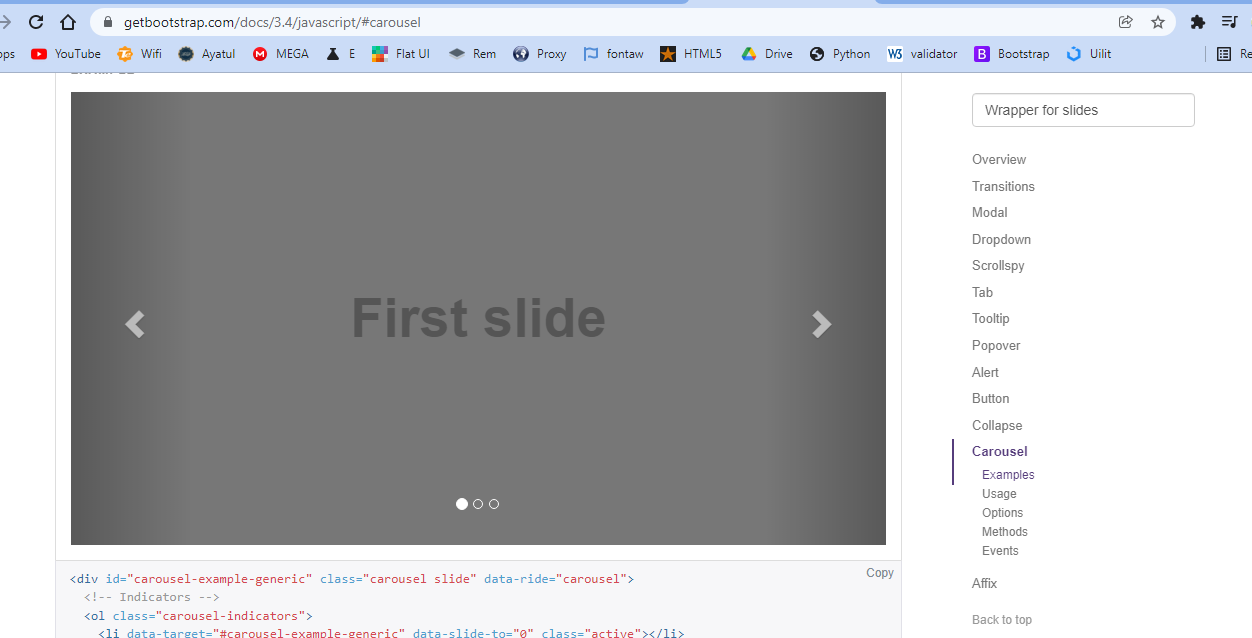 getbootstrap.com/docs/3.4/javascript/#carousel
YouTube Wifi Ayatul MEGA E Flat UI Rem Proxy fontaw HTML5 Drive Python W3 validator B Bootstrap Uilit
First slide
Copy
<div id="carousel-example-generic" class="carousel slide" data-ride="carousel">
<!-- Indicators -->
<ol class="carousel-indicators">
<li data-target="#carousel-example-generic" data-slide-to="0" class="active"></li>
Wrapper for slides
Overview
Transitions
Modal
Dropdown
Scrollspy
Tab
Tooltip
Popover
Alert
Button
Collapse
Carousel
Examples
Usage
Options
Methods
Events
Affix
Back to top